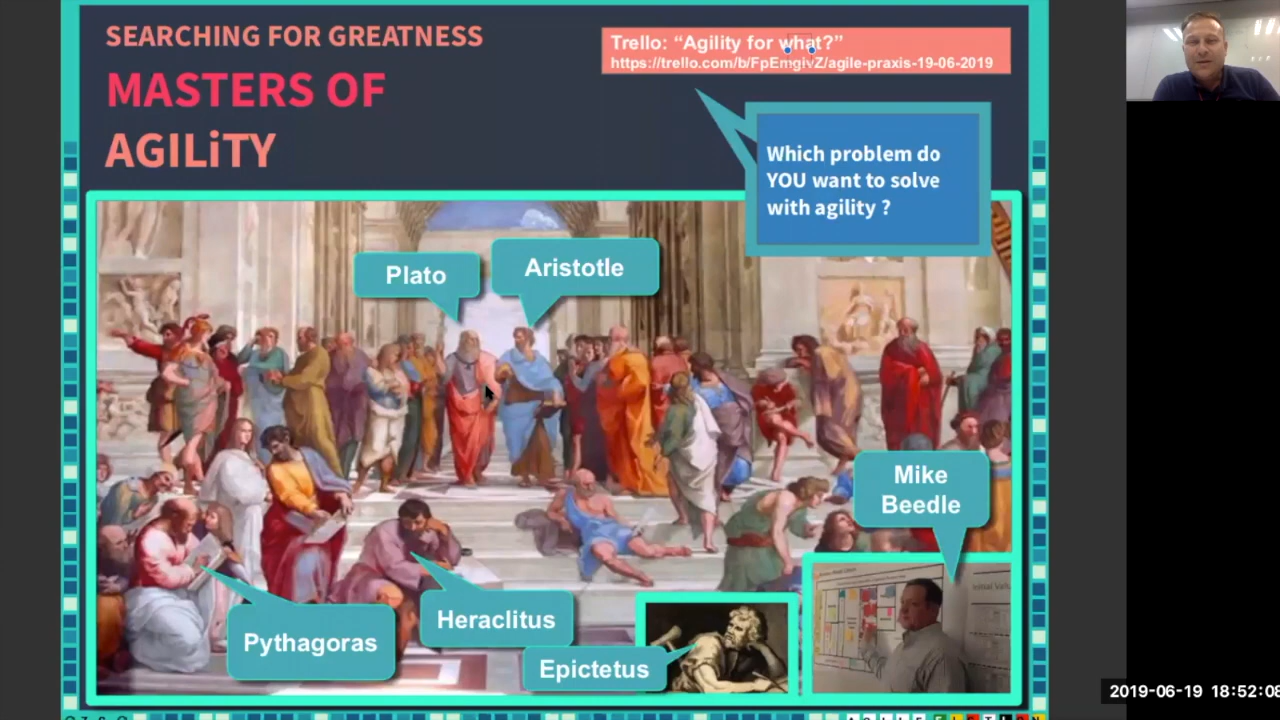 SEARCHING FOR GREATNESS
MASTERS OF
AGILiTY
Trello: “Agility for what?”
https://trello.com/b/FpEmgivZ/agile-praxis-19-06-2019
Which problem do
YOU want to solve
with agility ?
Plato
Aristotle
Mike
Beedle
Heraclitus
Pythagoras
Epictetus
2019-06-19 18:52:08